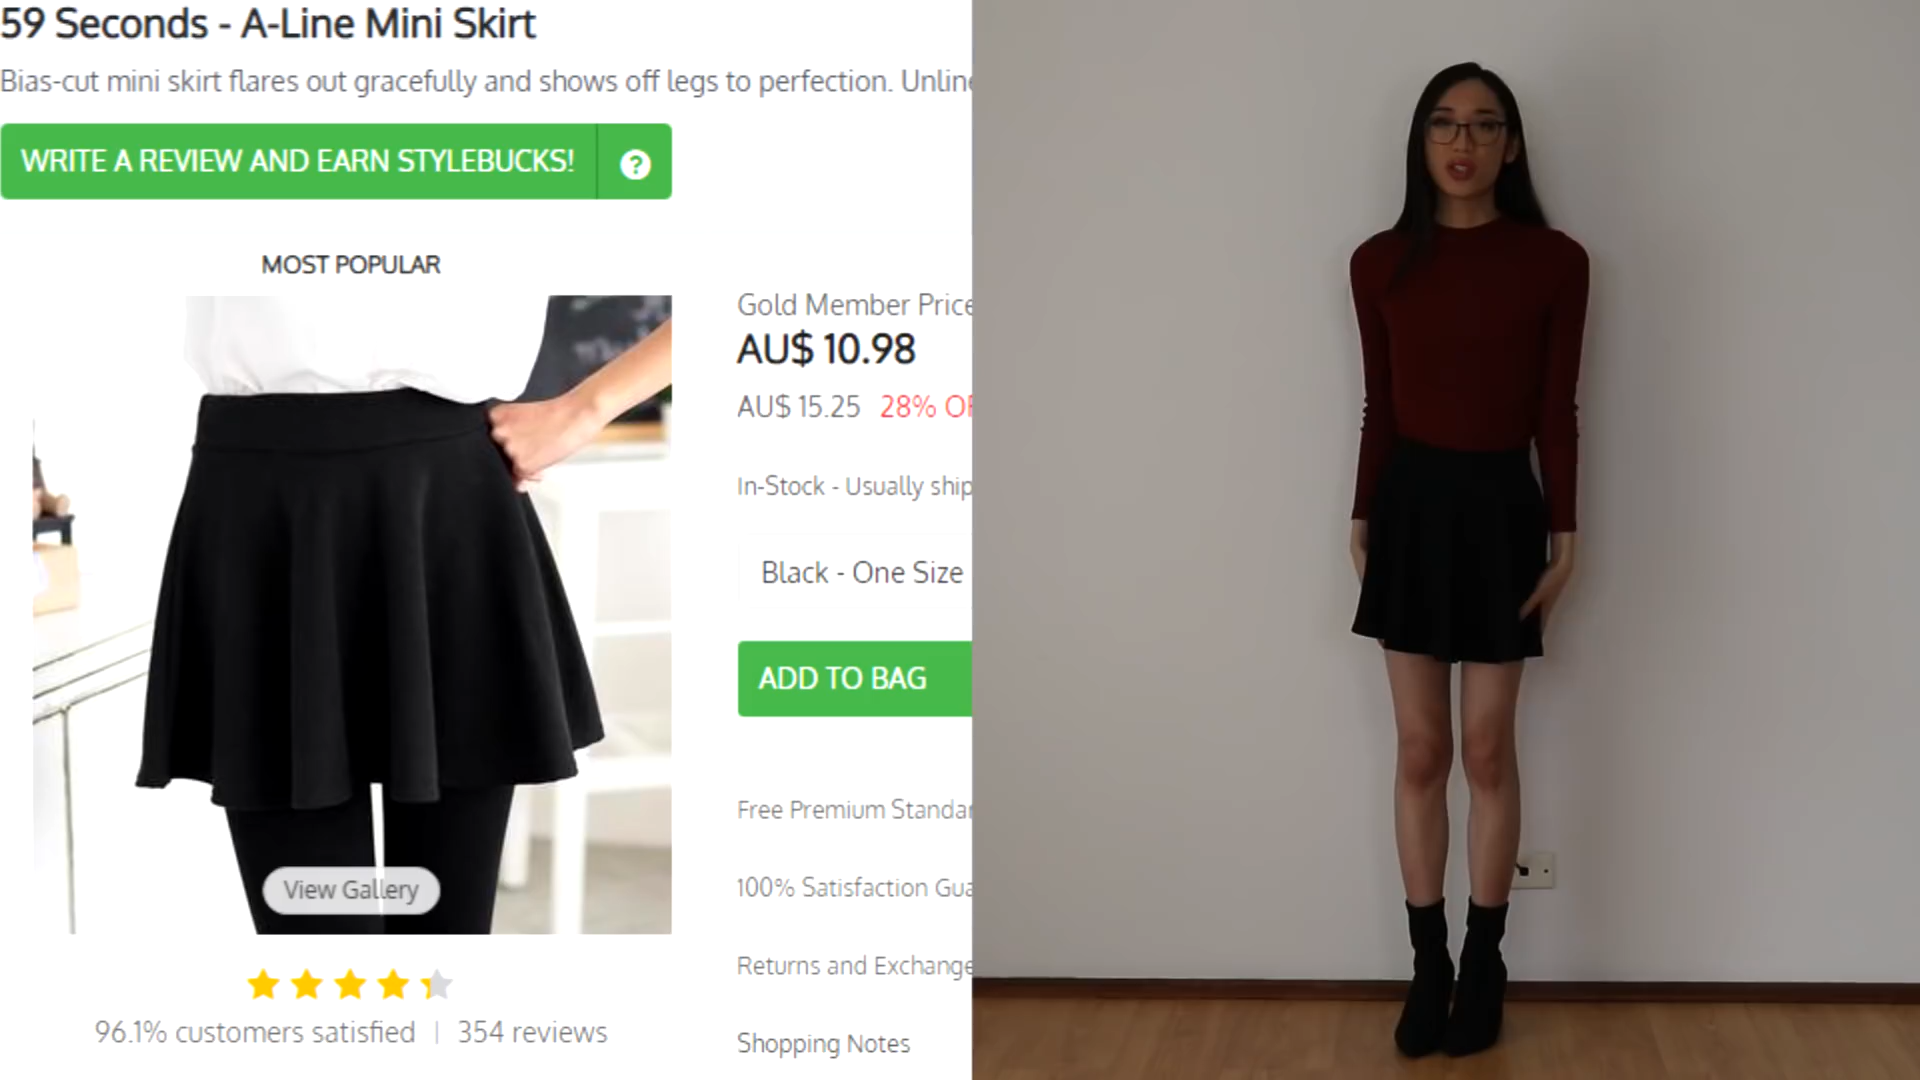 59 Seconds - A-Line Mini Skirt
Bias-cut mini skirt flares out gracefully and shows off legs to perfection.
WRITE A REVIEW AND EARN STYLEBUCKS! ?
MOST POPULAR
View Gallery
96.1% customers satisfied | 354 reviews
Gold Member Price
AU$ 10.98
AU$ 15.25 28%
In-Stock - Usually ship
Black - One Size
ADD TO BAG
Free Premium
100% Satisfaction
Returns and Exchange
Shopping Notes